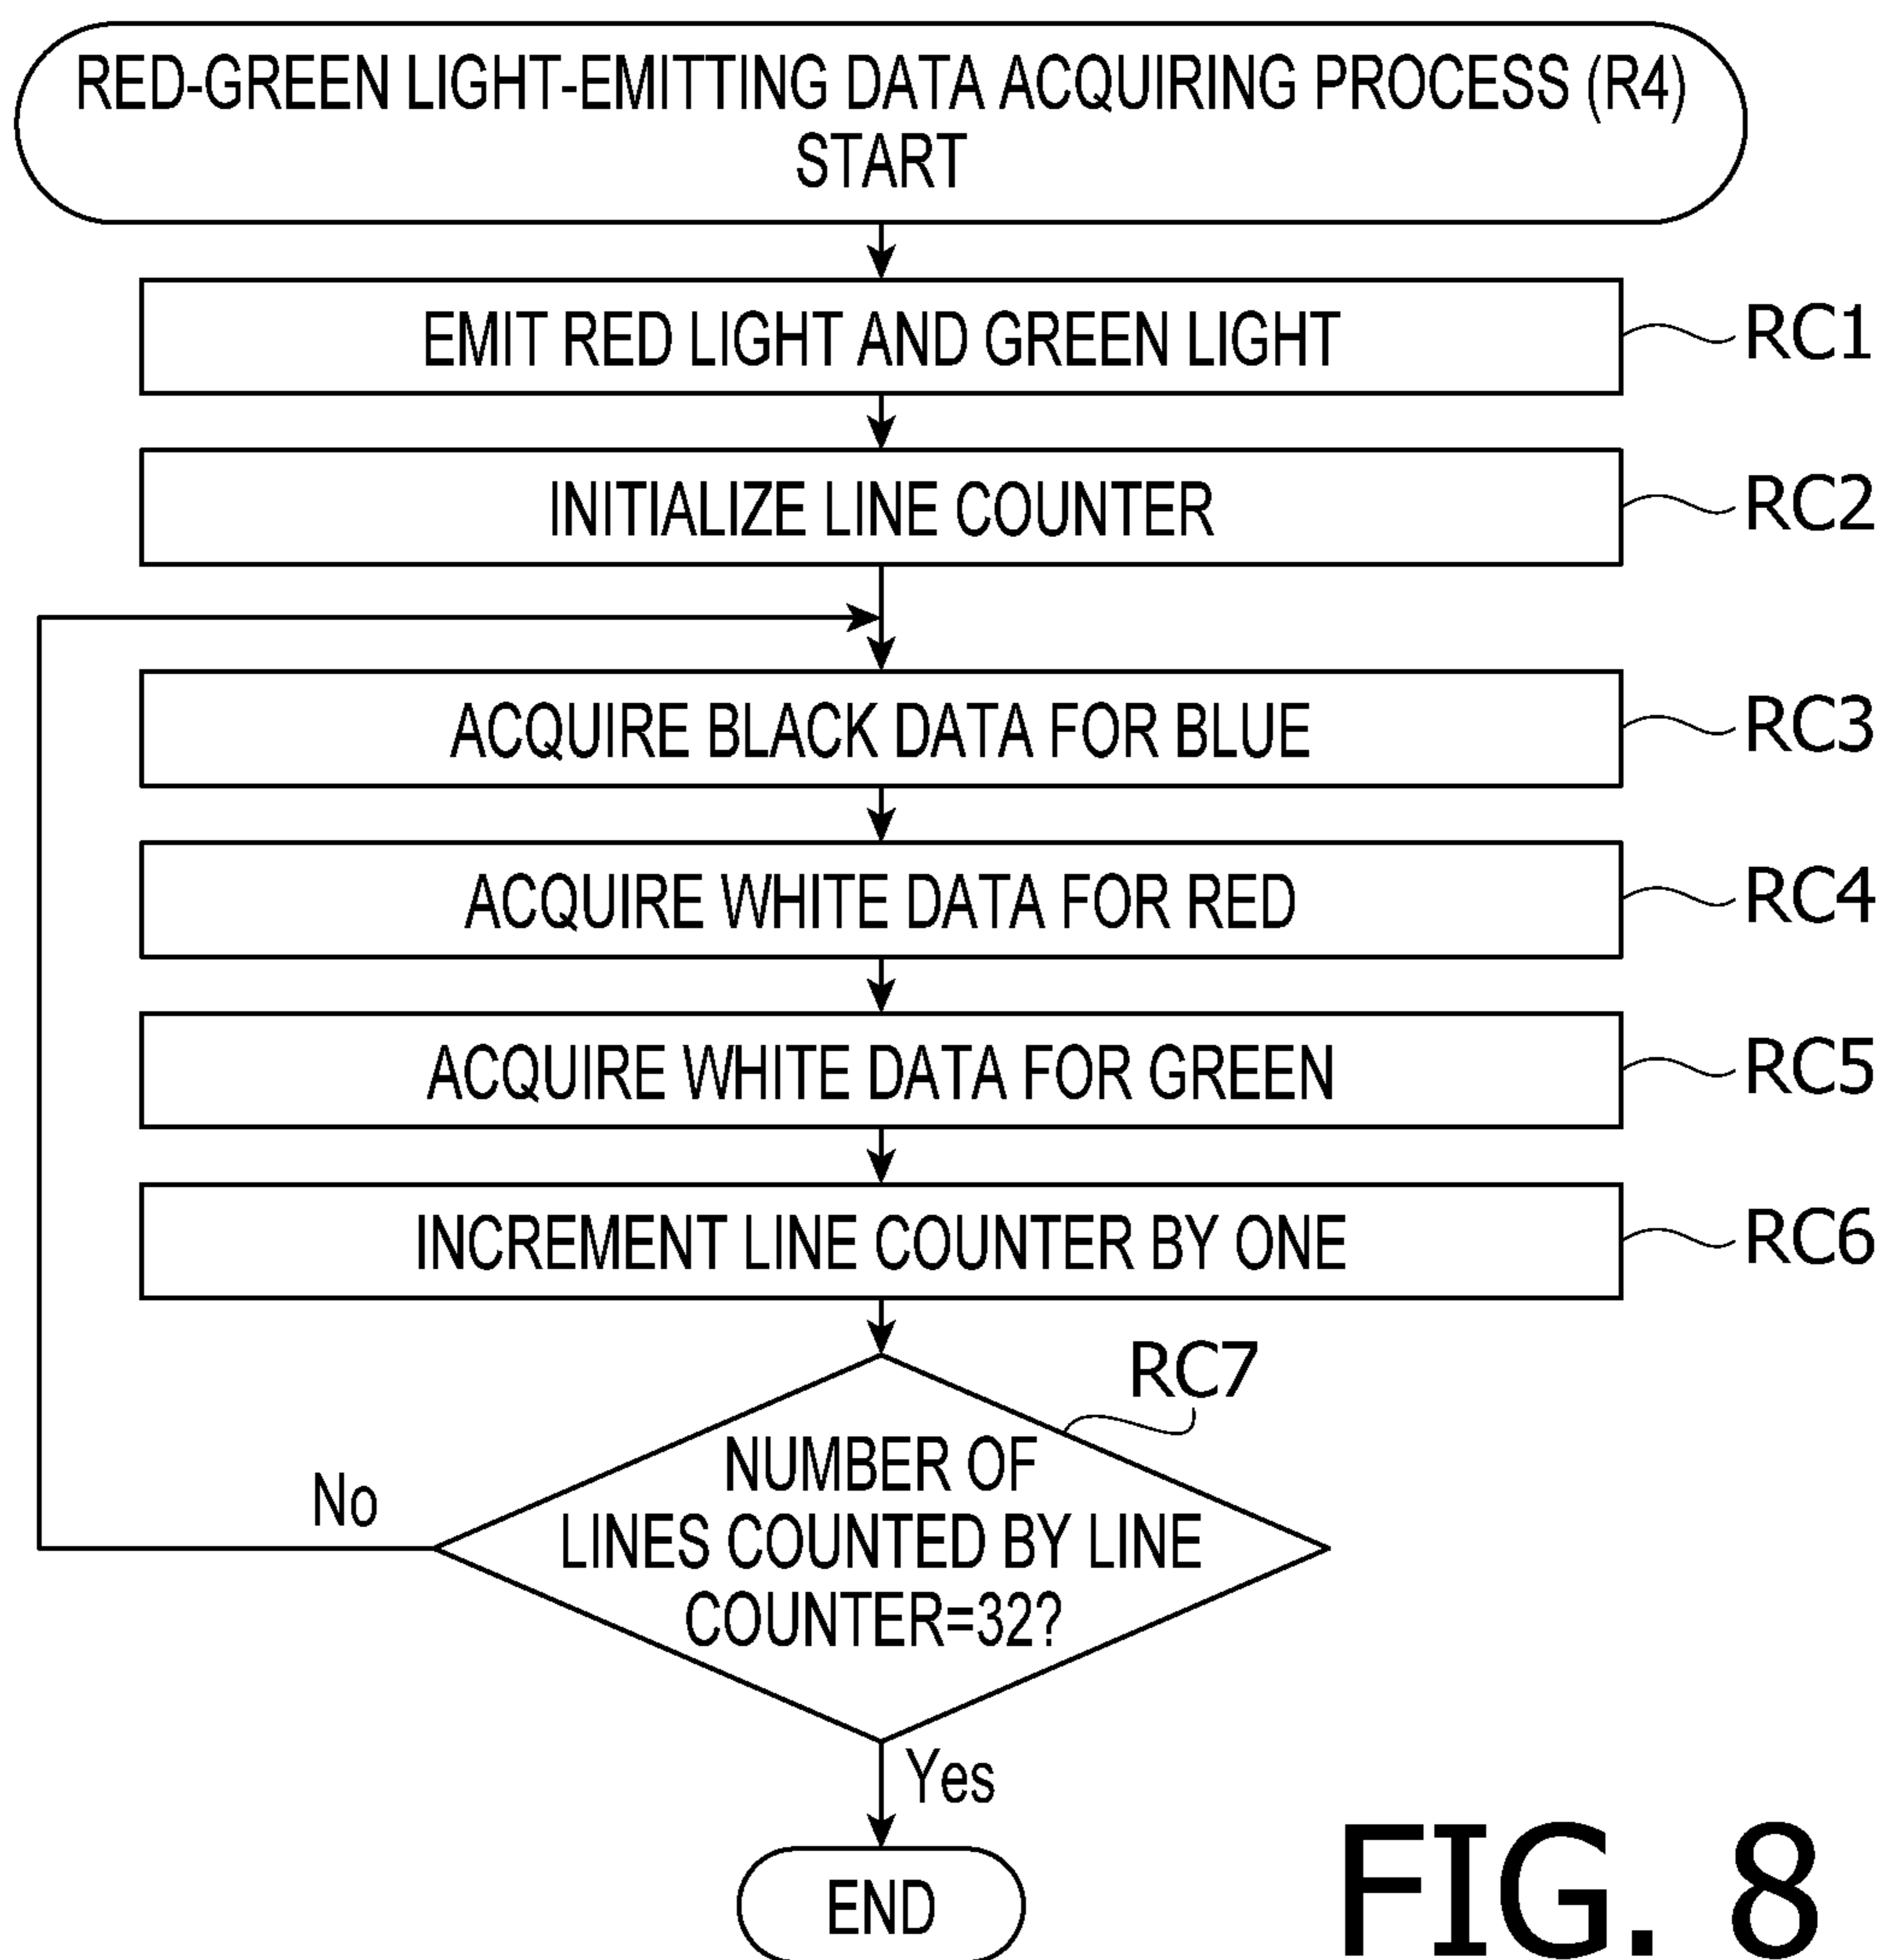 RED-GREEN LIGHT-EMITTING DATA ACQUIRING PROCESS (R4)
START
EMIT RED LIGHT AND GREEN LIGHT
RC1
INITIALIZE LINE COUNTER
RC2
ACQUIRE BLACK DATA FOR BLUE
RC3
ACQUIRE WHITE DATA FOR RED
RC4
ACQUIRE WHITE DATA FOR GREEN
RC5
INCREMENT LINE COUNTER BY ONE
RC6
RC7
NUMBER OF
LINES COUNTED BY LINE
COUNTER=32?
No
Yes
END
FIG. 8